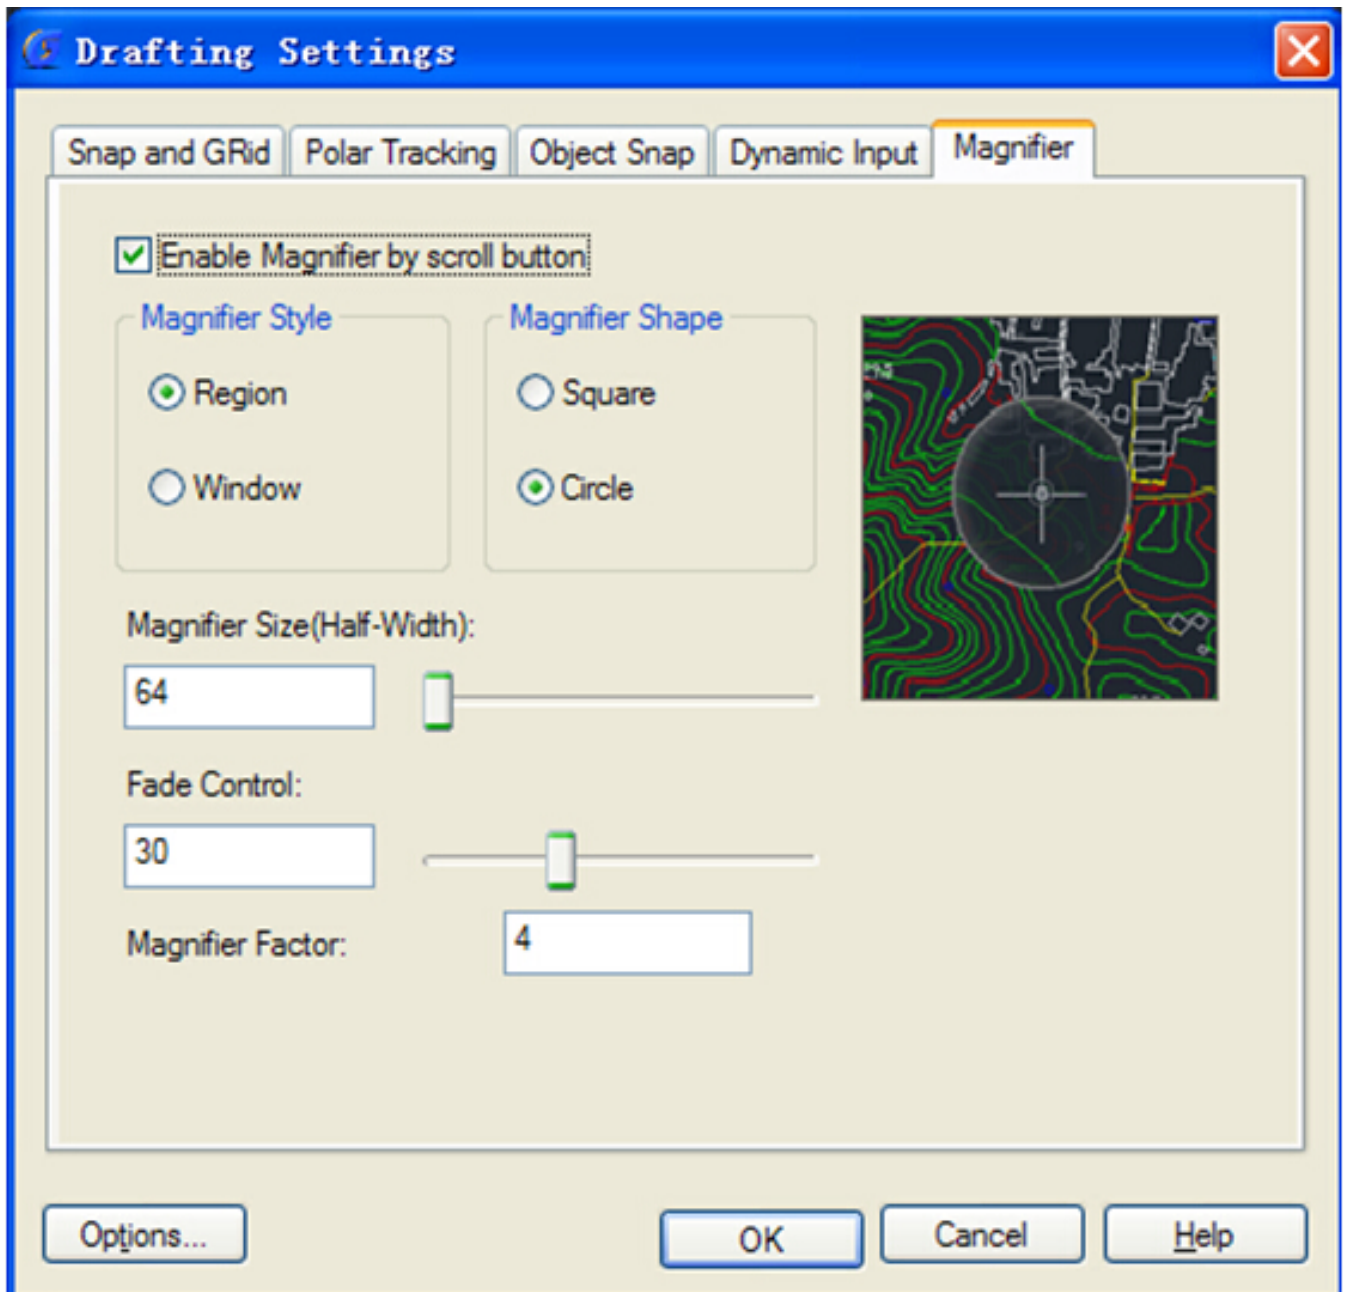 Drafting Settings
Snap and GRid Polar Tracking Object Snap Dynamic Input Magnifier
Enable Magnifier by scroll button
Magnifier Style Magnifier Shape
Region Square
Window Circle
Magnifier Size(Half-Width):
64
Fade Control:
30
Magnifier Factor: 4
Options... OK Cancel Help